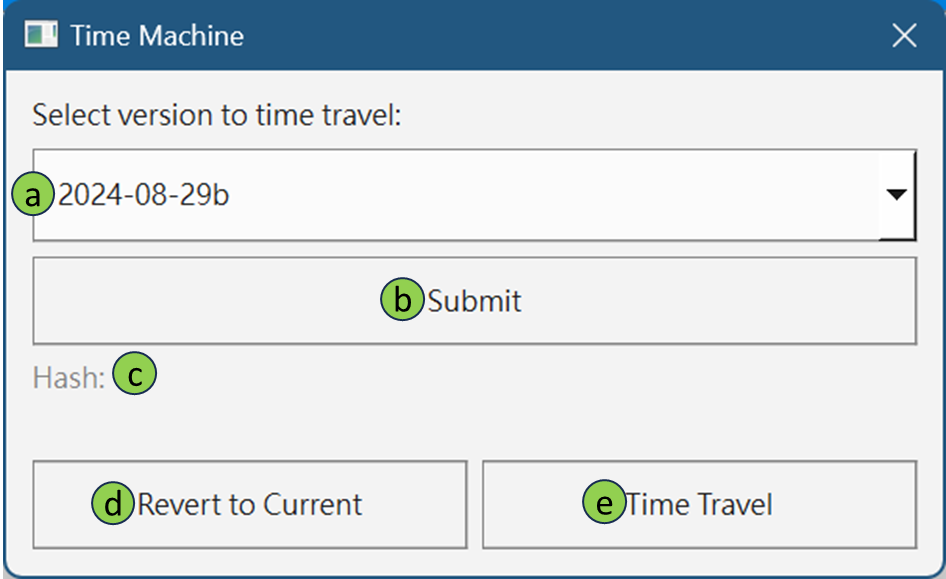 Time Machine
Select version to time travel:
a 2024-08-29b
b Submit
Hash: c
d Revert to Current
e Time Travel